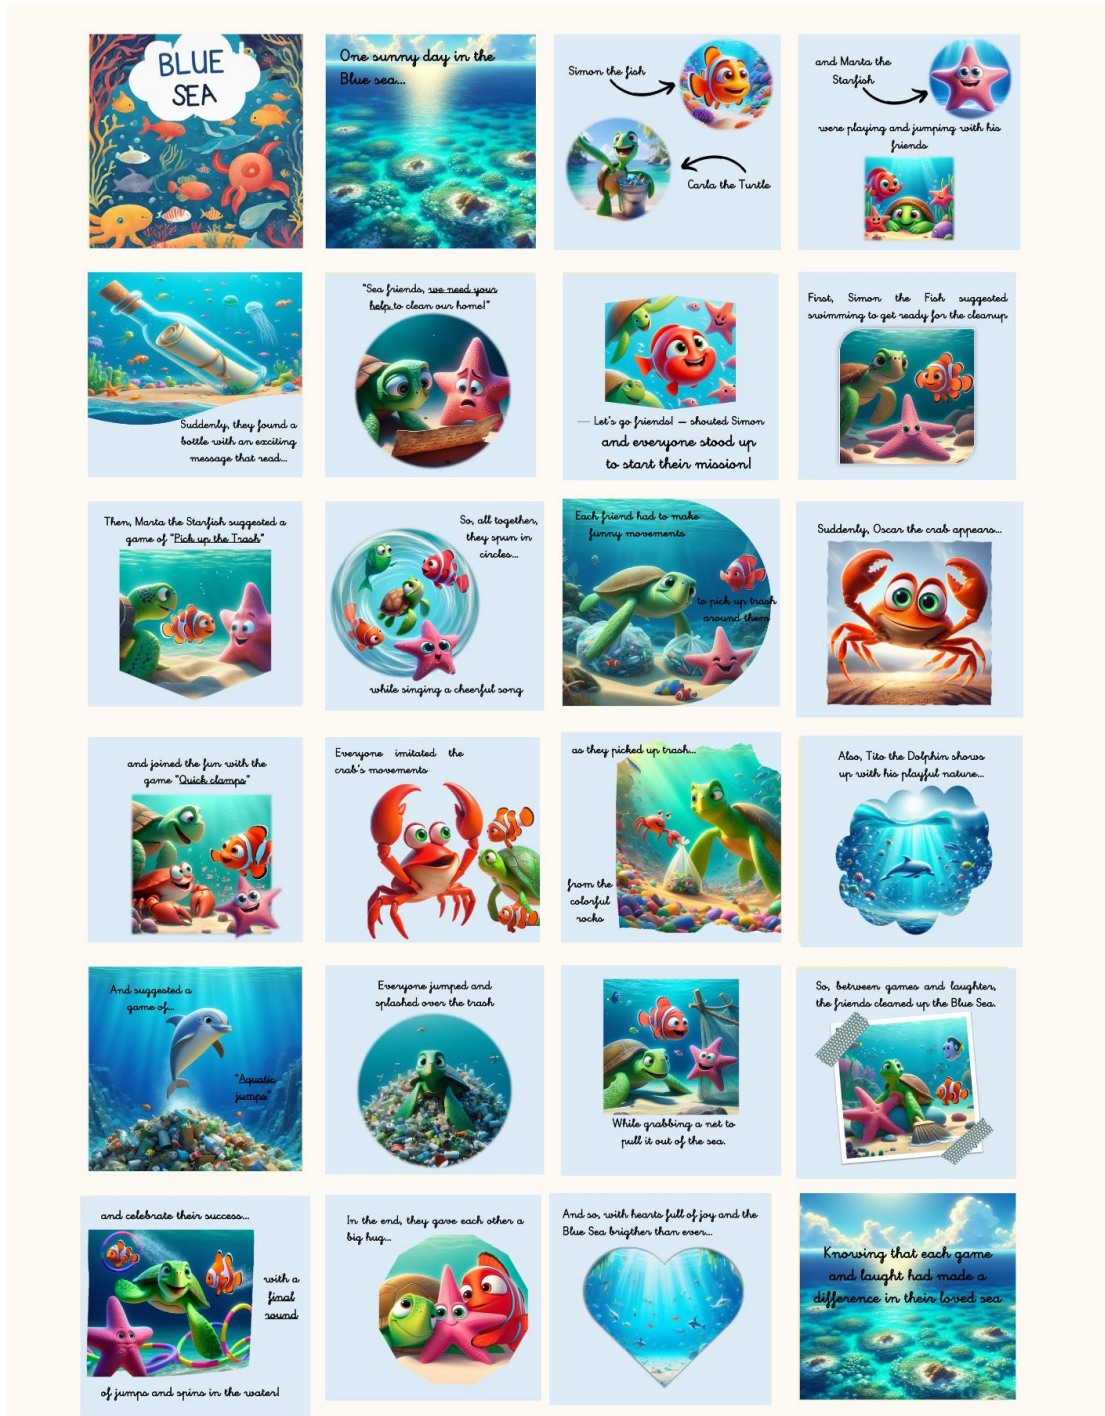 BLUE
SEA
One sunny day in the
Blue sea...
Simon the fish
Carla the Turtle
and Marta the
Starfish
were playing and jumping with his
friends
Suddenly, they found a
bottle with an exciting
message that read...
"Sea friends, we need your
help to clean our home!"
— Let's go friends! — shouted Simon
and everyone stood up
to start their mission!
First, Simon the Fish suggested
swimming to get ready for the cleanup
Then, Marta the Starfish suggested a
game of "Pick up the Trash"
So, all together,
they spun in
circles...
while singing a cheerful song
Each friend had to make
funny movements
to pick up trash
around them
Suddenly, Oscar the crab appears...
and joined the fun with the
game "Quick clamps"
Everyone imitated the
crab's movements
as they picked up trash...
from the
colorful
rocks
Also, Tito the Dolphin shows
up with his playful nature...
And suggested a
game of...
"Aquatic
jumps"
Everyone jumped and
splashed over the trash
While grabbing a net to
pull it out of the sea.
So, between games and laughter,
the friends cleaned up the Blue Sea.
and celebrate their success...
with a
final
round
of jumps and spins in the water!
In the end, they gave each other a
big hug...
And so, with hearts full of joy and the
Blue Sea brigther than ever...
Knowing that each game
and laught had made a
difference in their loved sea